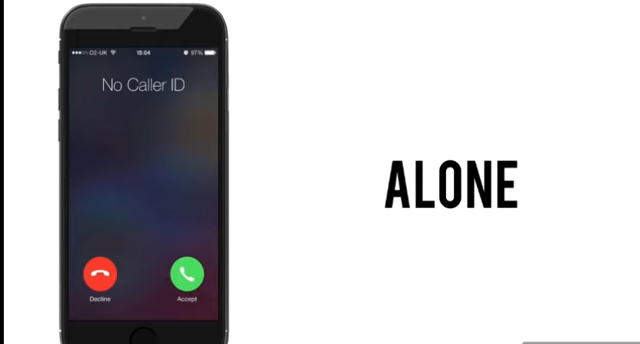 O2-UK 18:04 97%
No Caller ID
ALONE
Decline Accept